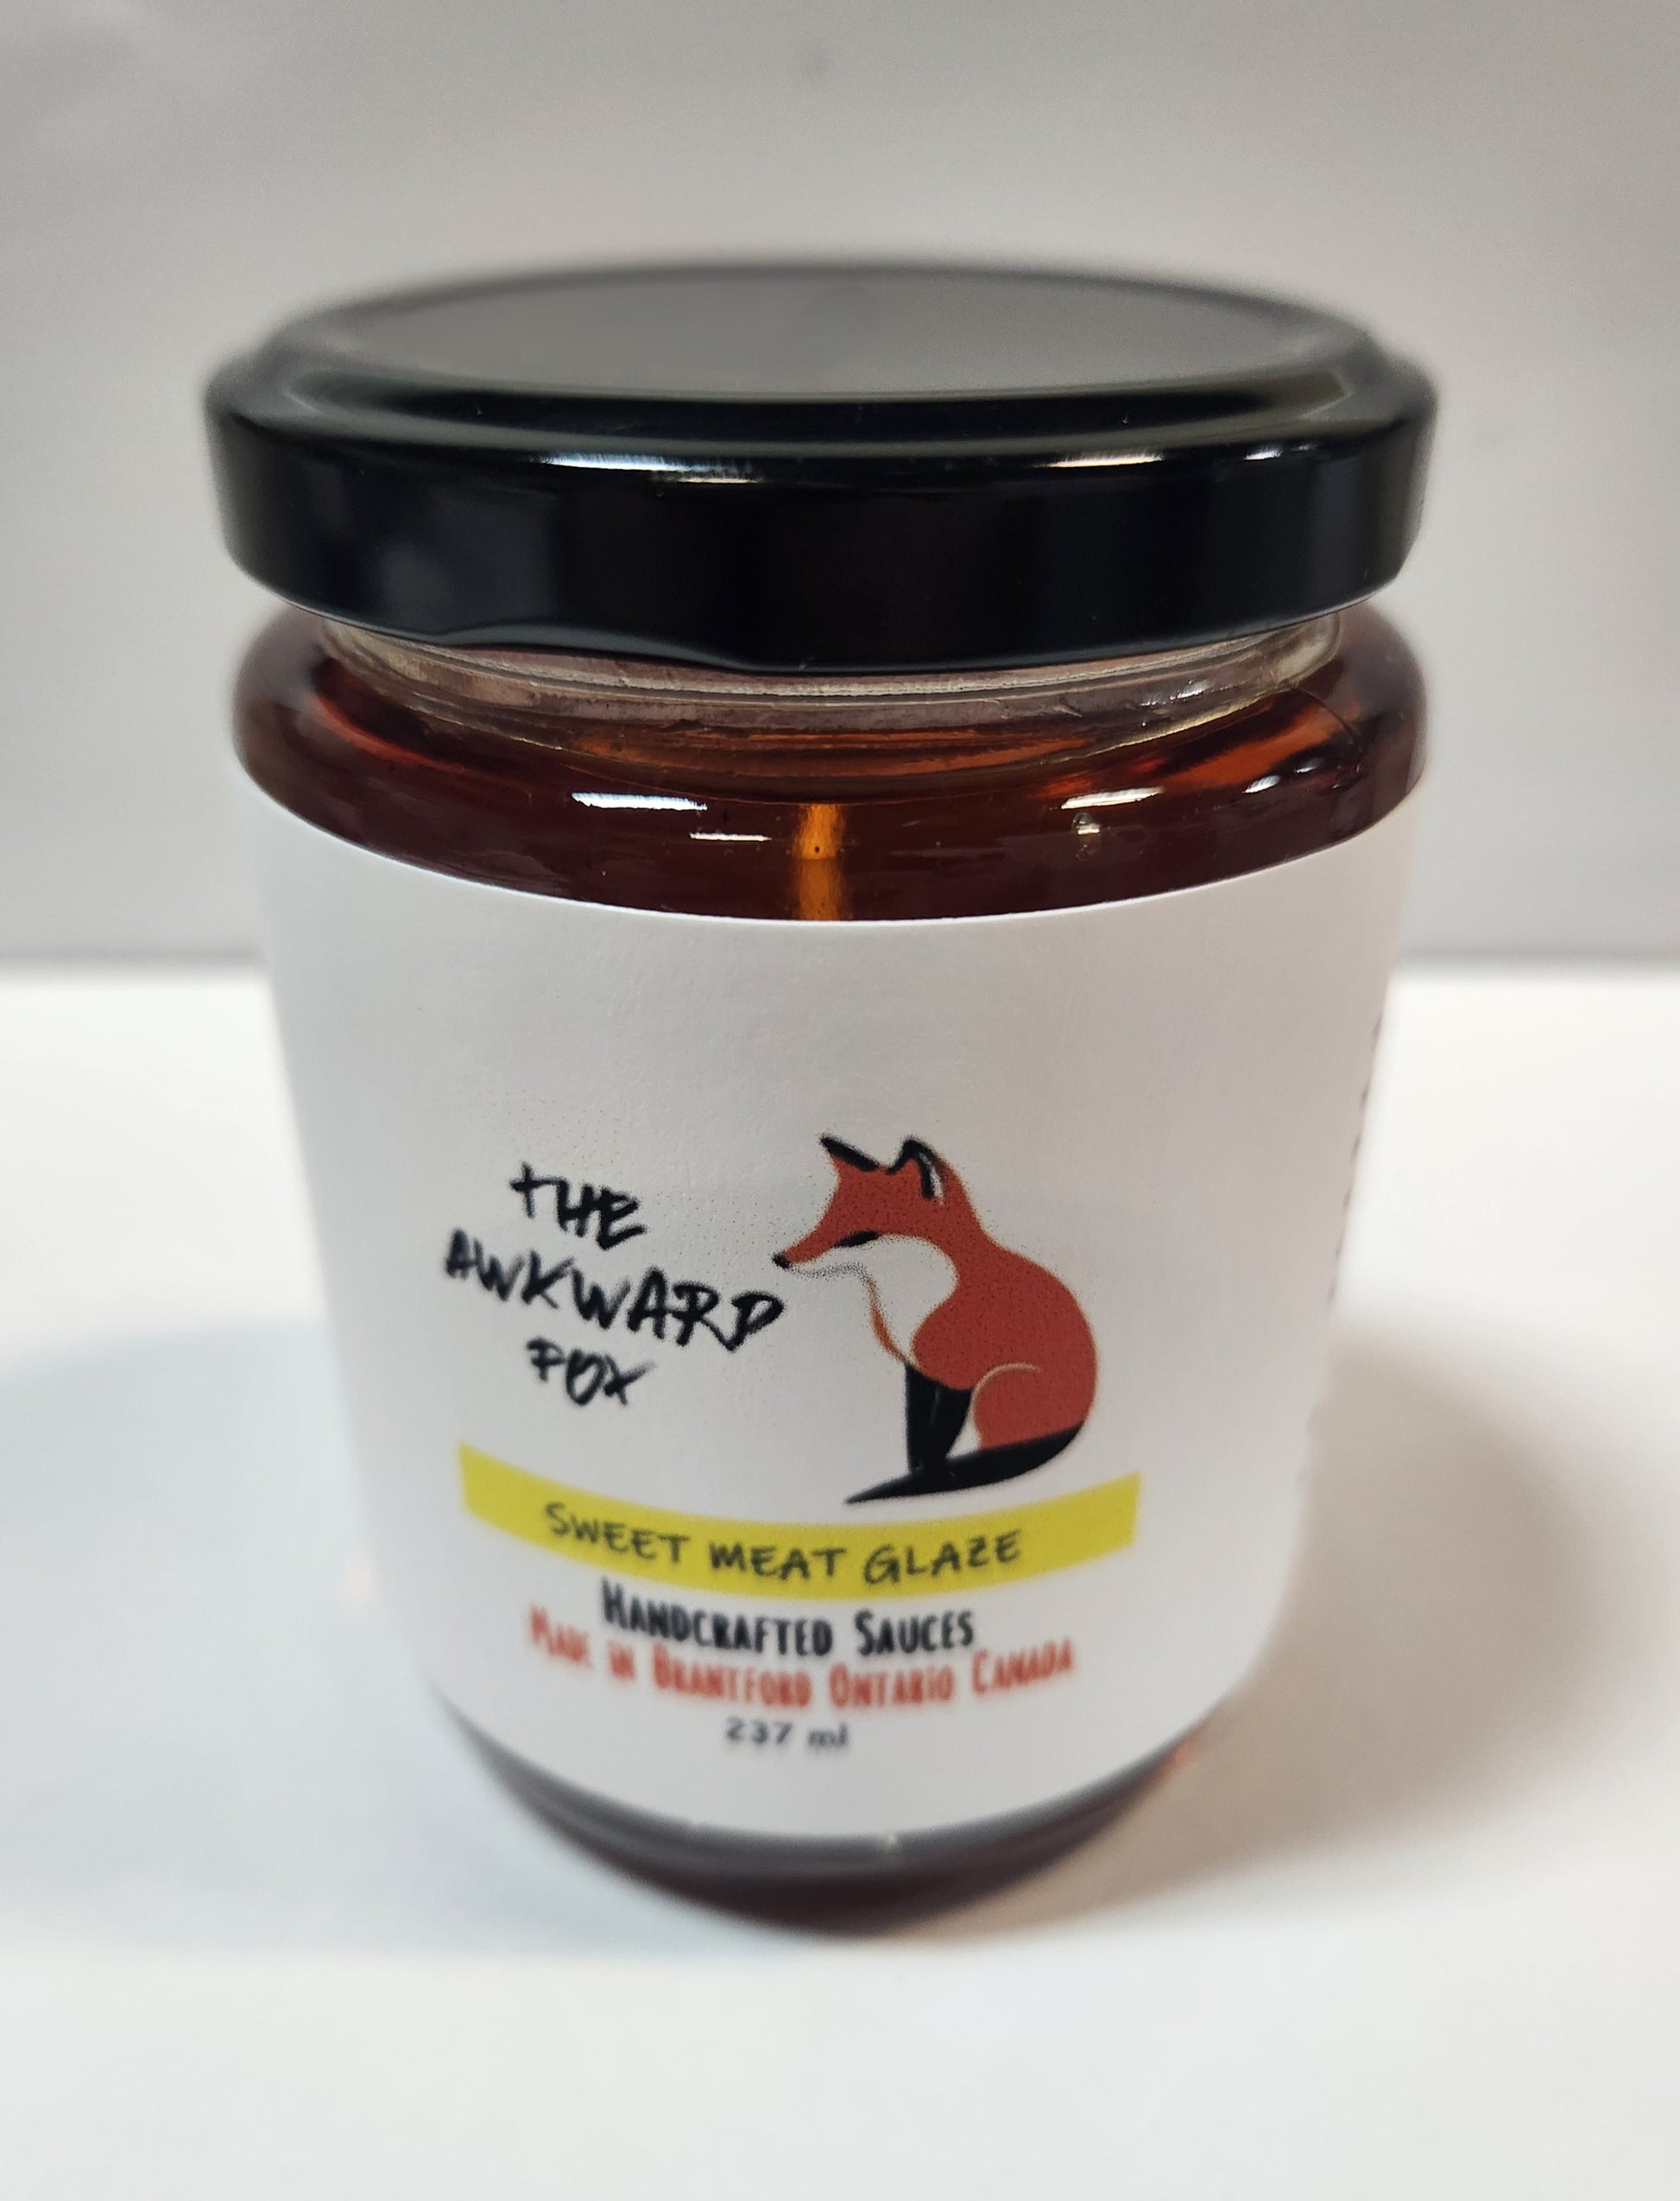 THE
AWKWARD
FOX
SWEET MEAT GLAZE
HANDCRAFTED SAUCES
MADE IN BRANTFORD ONTARIO CANADA
237 ml